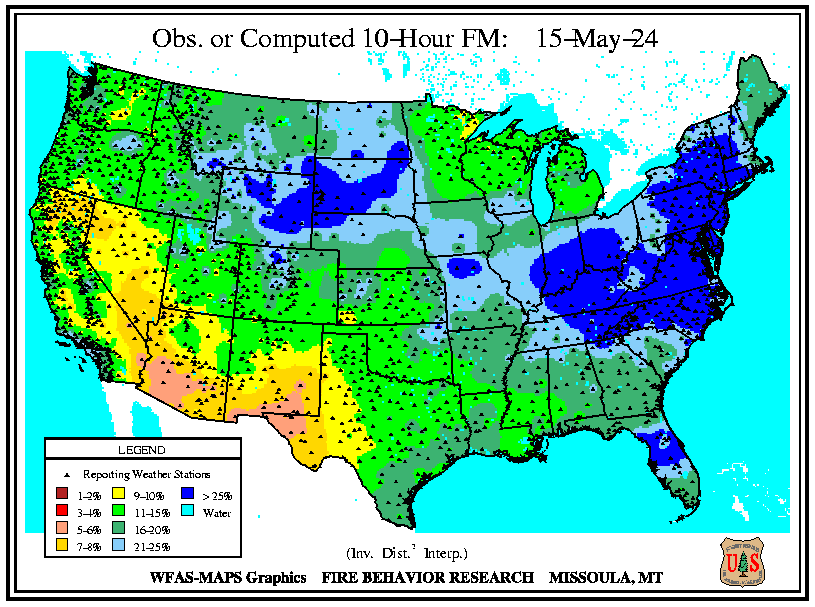 Obs. or Computed 10-Hour FM: 15-May-24
LEGEND
Reporting Weather Stations
1-2% 9-10% > 25%
3-4% 11-15% Water
5-6% 16-20%
7-8% 21-25%
(Inv. Dist.² Interp.)
WFAS-MAPS Graphics FIRE BEHAVIOR RESEARCH MISSOULA, MT
U S